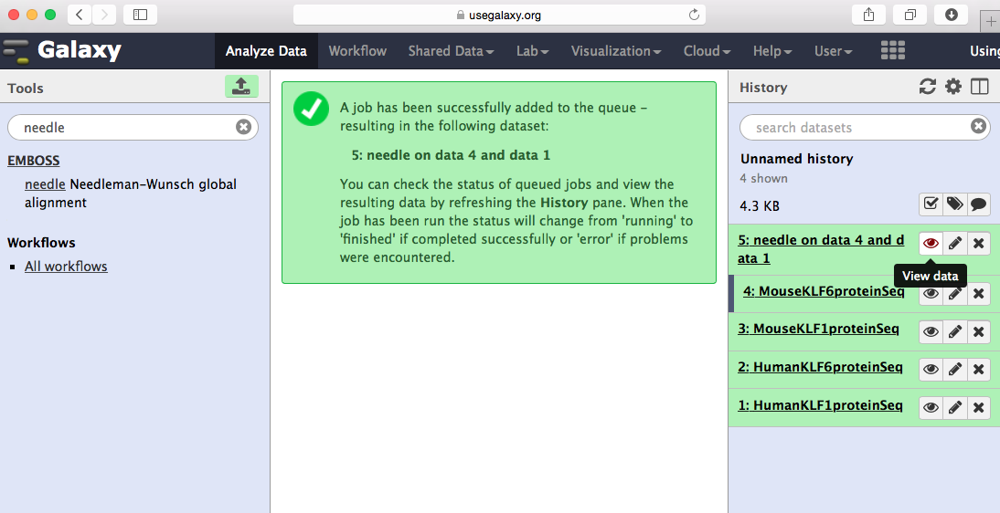 usegalaxy.org
Galaxy
Analyze Data
Workflow
Shared Data
Lab
Visualization
Cloud
Help
User
Using
Tools
needle
EMBOSS
needle Needleman-Wunsch global
alignment
Workflows
All workflows
A job has been successfully added to the queue –
resulting in the following dataset:
5: needle on data 4 and data 1
You can check the status of queued jobs and view the
resulting data by refreshing the History pane. When the
job has been run the status will change from 'running' to
'finished' if completed successfully or 'error' if problems
were encountered.
History
search datasets
Unnamed history
4 shown
4.3 KB
5: needle on data 4 and d
ata 1
View data
4: MouseKLF6proteinSeq
3: MouseKLF1proteinSeq
2: HumanKLF6proteinSeq
1: HumanKLF1proteinSeq